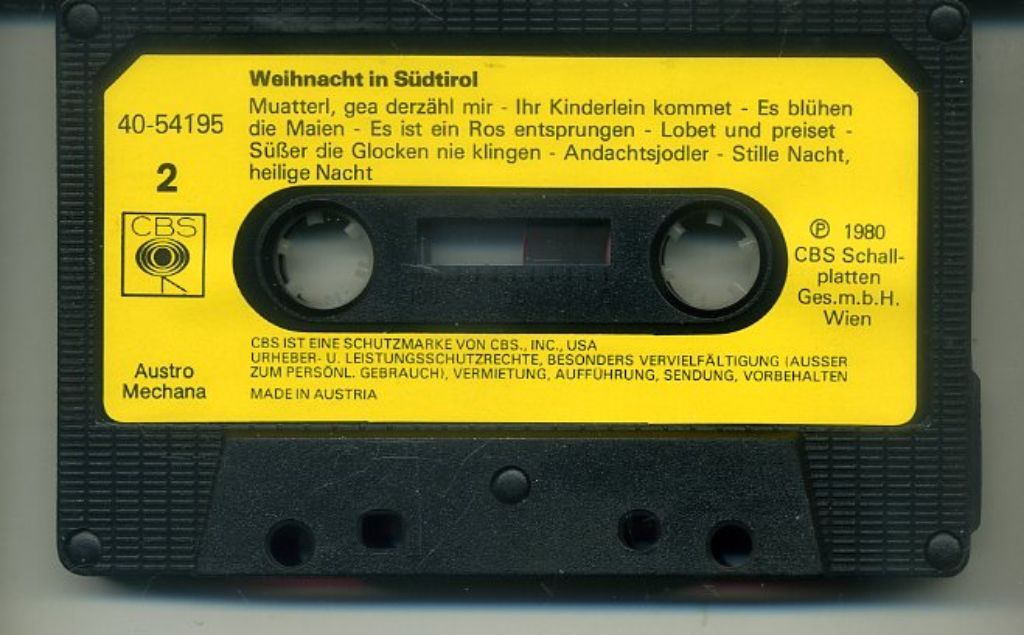 Weihnacht in Südtirol
Muatterl, gea derzähl mir - Ihr Kinderlein kommet - Es blühen
die Maien - Es ist ein Ros entsprungen - Lobet und preiset -
Süßer die Glocken nie klingen - Andachtsjodler - Stille Nacht,
heilige Nacht
40-54195
2
CBS
℗ 1980
CBS Schall-
platten
Ges.m.b.H.
Wien
Austro
Mechana
CBS IST EINE SCHUTZMARKE VON CBS., INC., USA
URHEBER- U. LEISTUNGSSCHUTZRECHTE, BESONDERS VERVIELFÄLTIGUNG (AUSSER
ZUM PERSÖNL. GEBRAUCH), VERMIETUNG, AUFFÜHRUNG, SENDUNG, VORBEHALTEN
MADE IN AUSTRIA